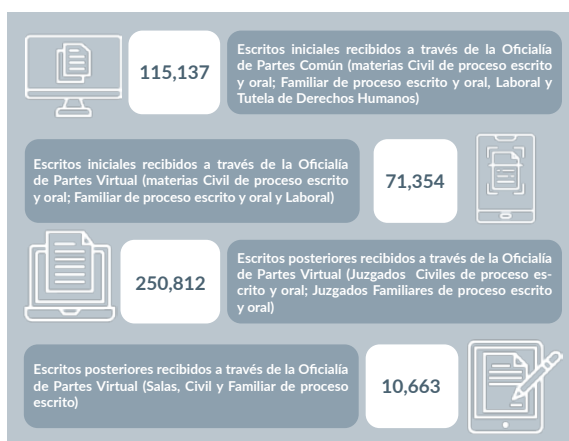 115,137
Escritos iniciales recibidos a través de la Oficialía
de Partes Común (materias Civil de proceso escrito
y oral; Familiar de proceso escrito y oral, Laboral y
Tutela de Derechos Humanos)
Escritos iniciales recibidos a través de la Oficialía
de Partes Virtual (materias Civil de proceso escrito
y oral; Familiar de proceso escrito y oral y Laboral)
71,354
250,812
Escritos posteriores recibidos a través de la Oficialía
de Partes Virtual (Juzgados Civiles de proceso es-
crito y oral; Juzgados Familiares de proceso escrito
y oral)
Escritos posteriores recibidos a través de la Oficialía
de Partes Virtual (Salas, Civil y Familiar de proceso
escrito)
10,663